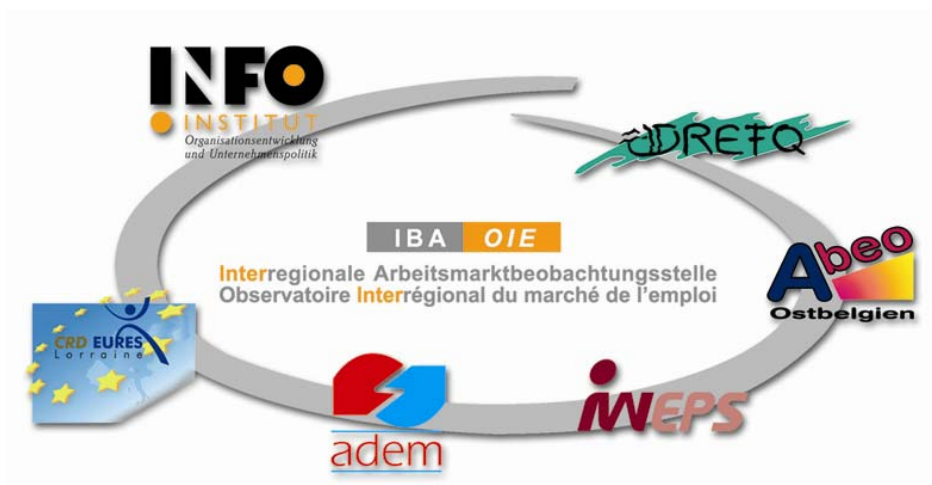 INFO
INSTITUT
Organisationsentwicklung
und Unternehmenspolitik
DREFQ
IBA OIE
Interregionale Arbeitsmarktbeobachtungsstelle
Observatoire Interrégional du marché de l'emploi
Abeo
Ostbelgien
CRD EURES
Lorraine
adem
iWEPS